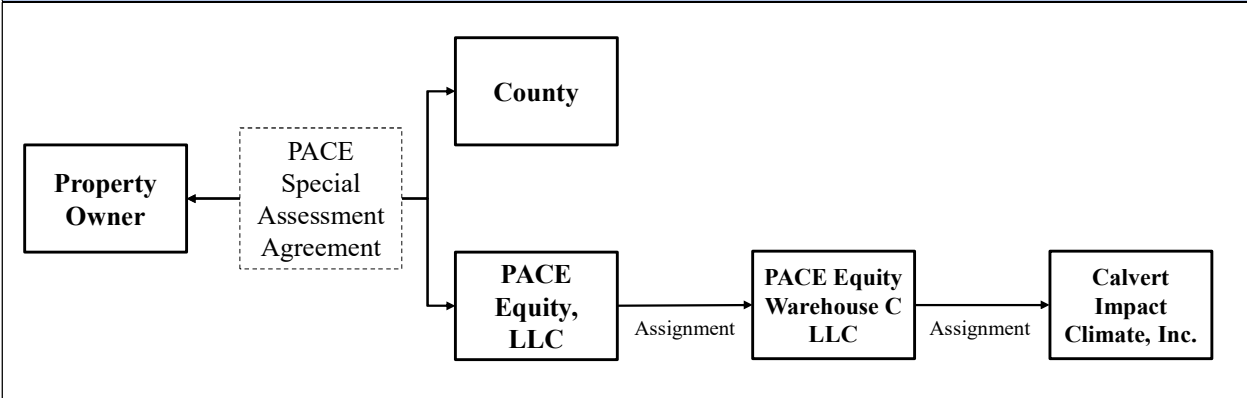 Property
Owner
PACE
Special
Assessment
Agreement
County
PACE
Equity,
LLC
Assignment
PACE Equity
Warehouse C
LLC
Assignment
Calvert
Impact
Climate, Inc.